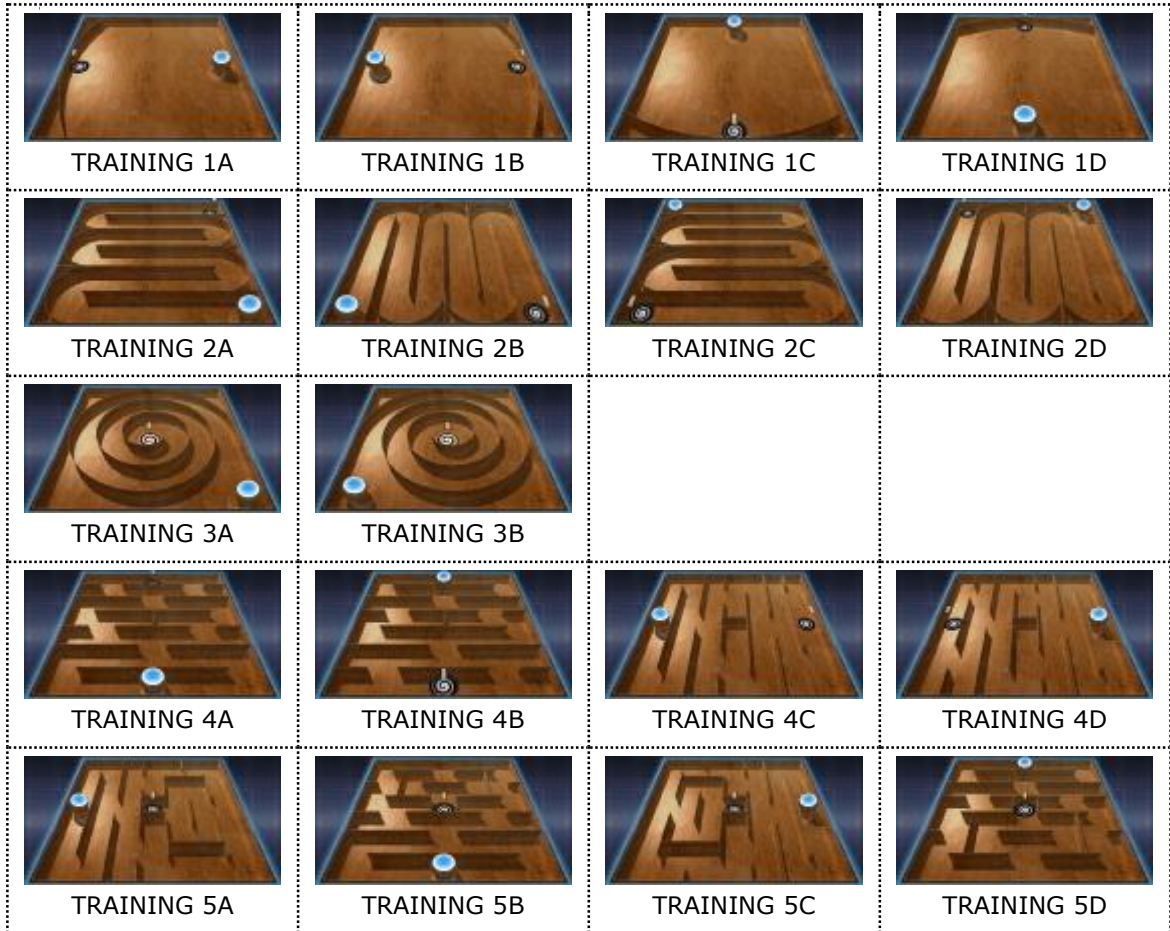 TRAINING 1A
TRAINING 1B
TRAINING 1C
TRAINING 1D
TRAINING 2A
TRAINING 2B
TRAINING 2C
TRAINING 2D
TRAINING 3A
TRAINING 3B
TRAINING 4A
TRAINING 4B
TRAINING 4C
TRAINING 4D
TRAINING 5A
TRAINING 5B
TRAINING 5C
TRAINING 5D